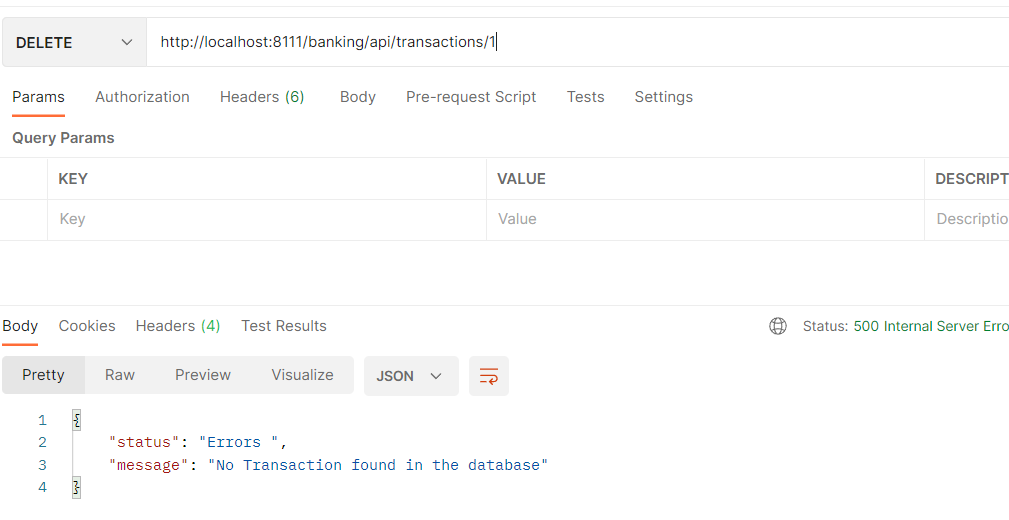 DELETE http://localhost:8111/banking/api/transactions/1
Params Authorization Headers (6) Body Pre-request Script Tests Settings
Query Params
KEY VALUE DESCRIPT
Key Value Descriptio
Body Cookies Headers (4) Test Results Status: 500 Internal Server Erro
Pretty Raw Preview Visualize JSON
1 {
2 "status": "Errors ",
3 "message": "No Transaction found in the database"
4 }